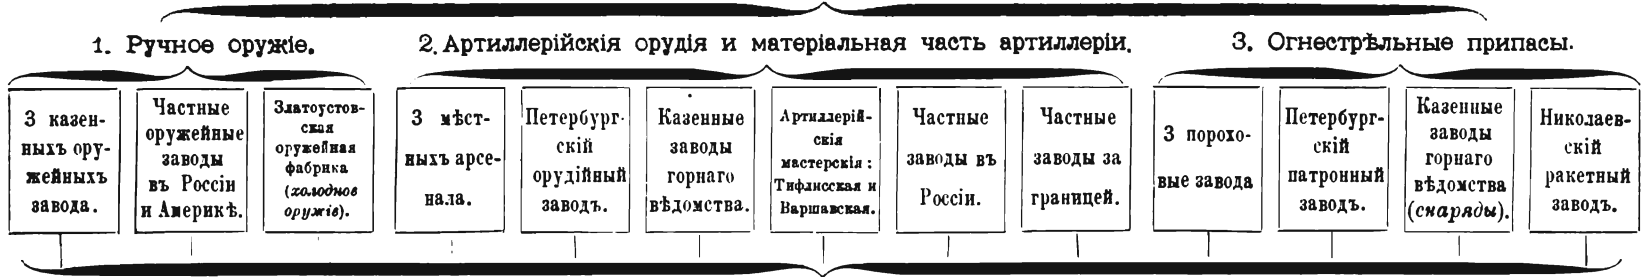 1. Ручное оружіе.
2. Артиллерійскія орудія и матеріальная часть артиллеріи.
3. Огнестрѣльные припасы.
3 казен-
ныхъ ору-
жейныхъ
завода.
Частные
оружейные
заводы
въ Россіи
и Америкѣ.
Златоустов-
ская
оружейная
фабрика
(холодное
оружіе).
3 мѣст-
ныхъ арсе-
нала.
Петербург-
скій
орудійный
заводъ.
Казенные
заводы
горнаго
вѣдомства.
Артиллерій-
скія
мастерскія:
Тифлисская и
Варшавская.
Частные
заводы въ
Россіи.
Частные
заводы за
границей.
3 порохо-
вые завода
Петербург-
скій
патронный
заводъ.
Казенные
заводы
горнаго
вѣдомства
(снаряды).
Николаев-
скій
ракетный
заводъ.